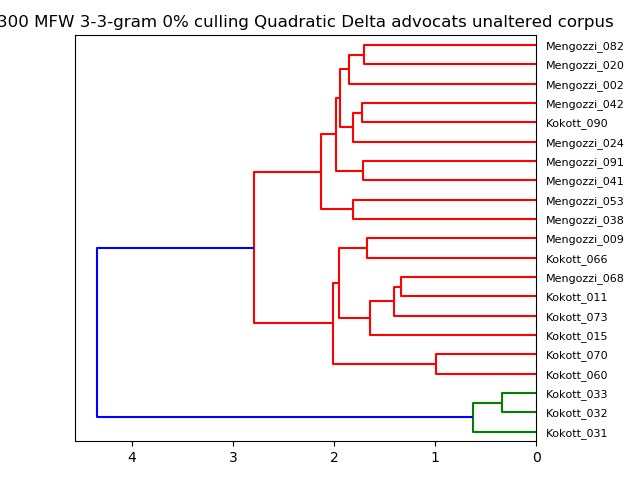 300 MFW 3-3-gram 0% culling Quadratic Delta advocats unaltered corpus
Mengozzi_082
Mengozzi_020
Mengozzi_002
Mengozzi_042
Kokott_090
Mengozzi_024
Mengozzi_091
Mengozzi_041
Mengozzi_053
Mengozzi_038
Mengozzi_009
Kokott_066
Mengozzi_068
Kokott_011
Kokott_073
Kokott_015
Kokott_070
Kokott_060
Kokott_033
Kokott_032
Kokott_031
4 3 2 1 0